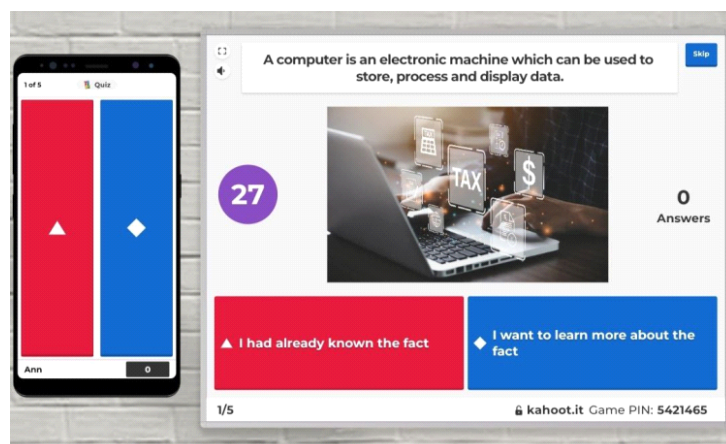 1 of 5
Quiz
Ann
0
A computer is an electronic machine which can be used to
store, process and display data.
Skip
27
TAX
$
0
Answers
I had already known the fact
I want to learn more about the
fact
1/5
kahoot.it Game PIN: 5421465